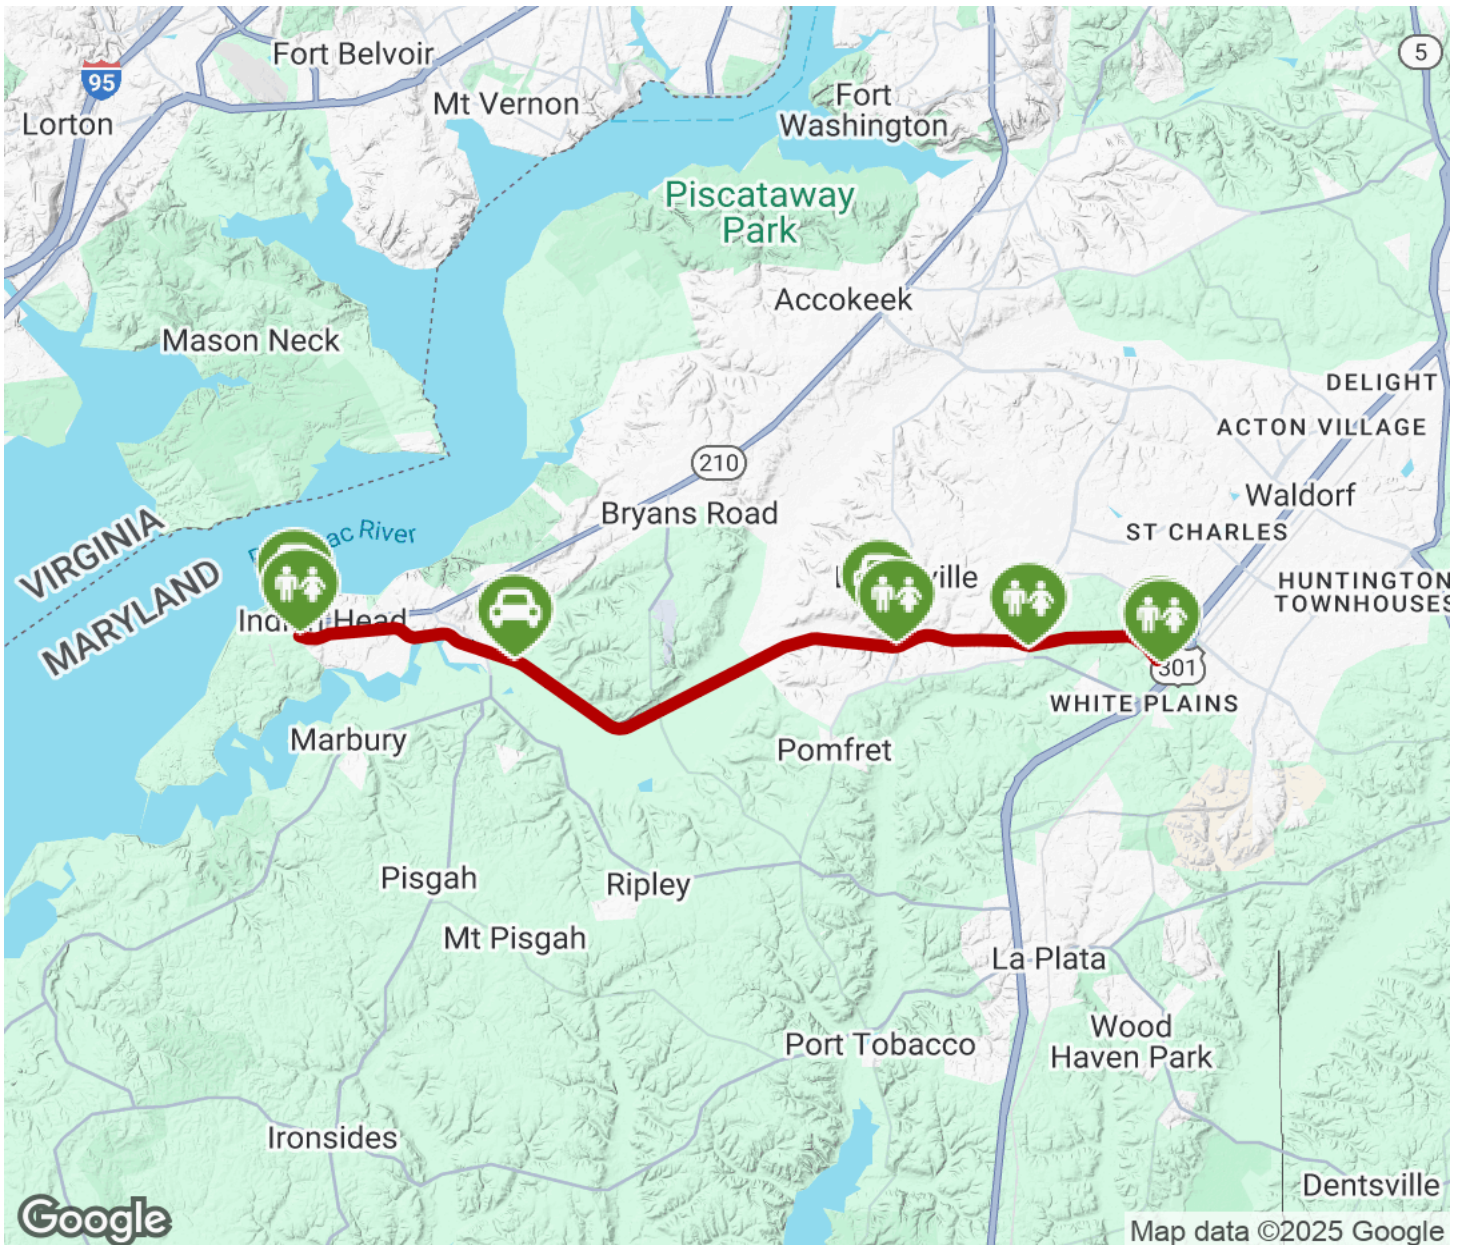 Fort Belvoir
5
95
Mt Vernon
Fort
Washington
Lorton
Piscataway
Park
Accokeek
Mason Neck
DELIGHT
ACTON VILLAGE
210
Waldorf
Bryans Road
ST CHARLES
VIRGINIA
River
MARYLAND
HUNTINGTON
TOWNHOUSES
Head
301
WHITE PLAINS
Marbury
Pomfret
Pisgah
Ripley
Mt Pisgah
La Plata
Wood
Haven Park
Port Tobacco
Ironsides
Dentsville
Google
Map data ©2025 Google